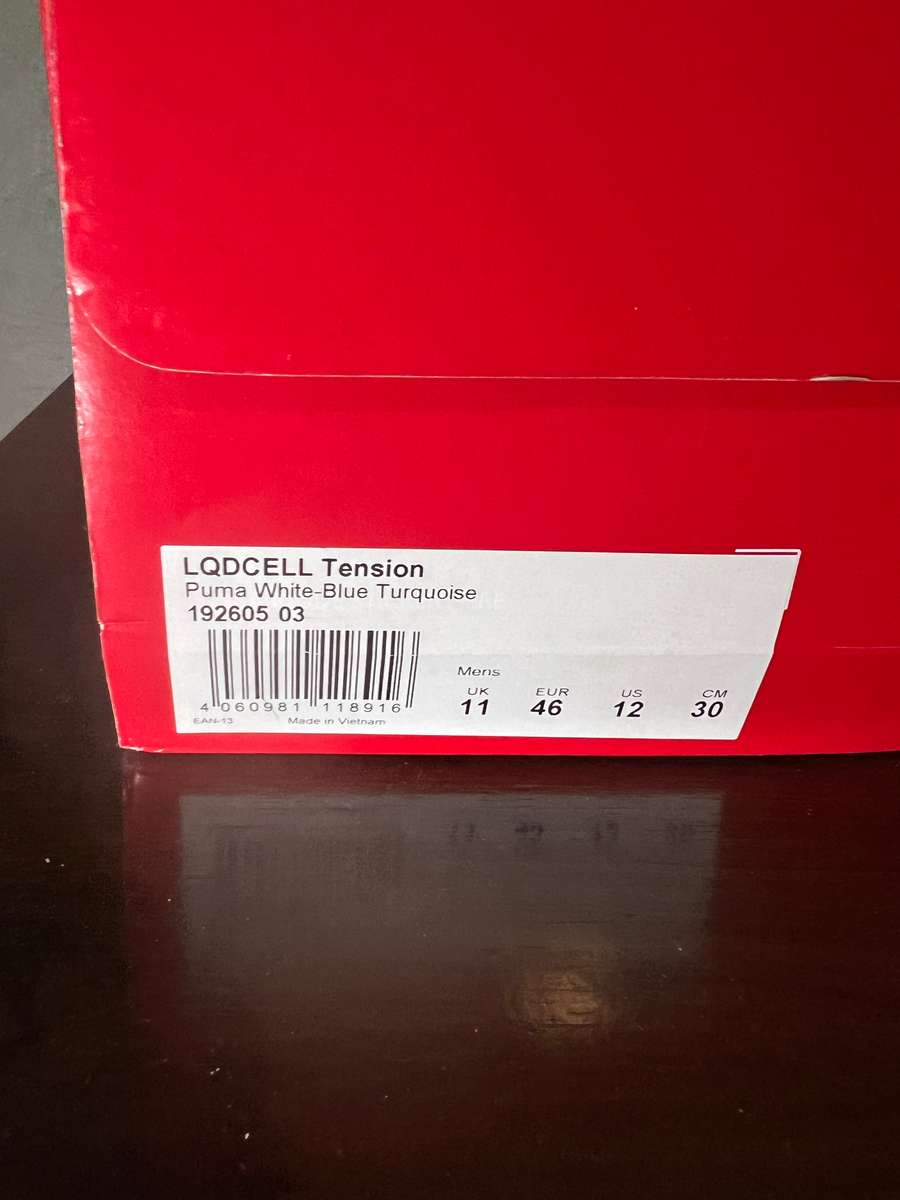 LQDCELL Tension
Puma White-Blue Turquoise
192605 03
4 060981 118916
EAN-13 Made in Vietnam
Mens
UK EUR US CM
11 46 12 30